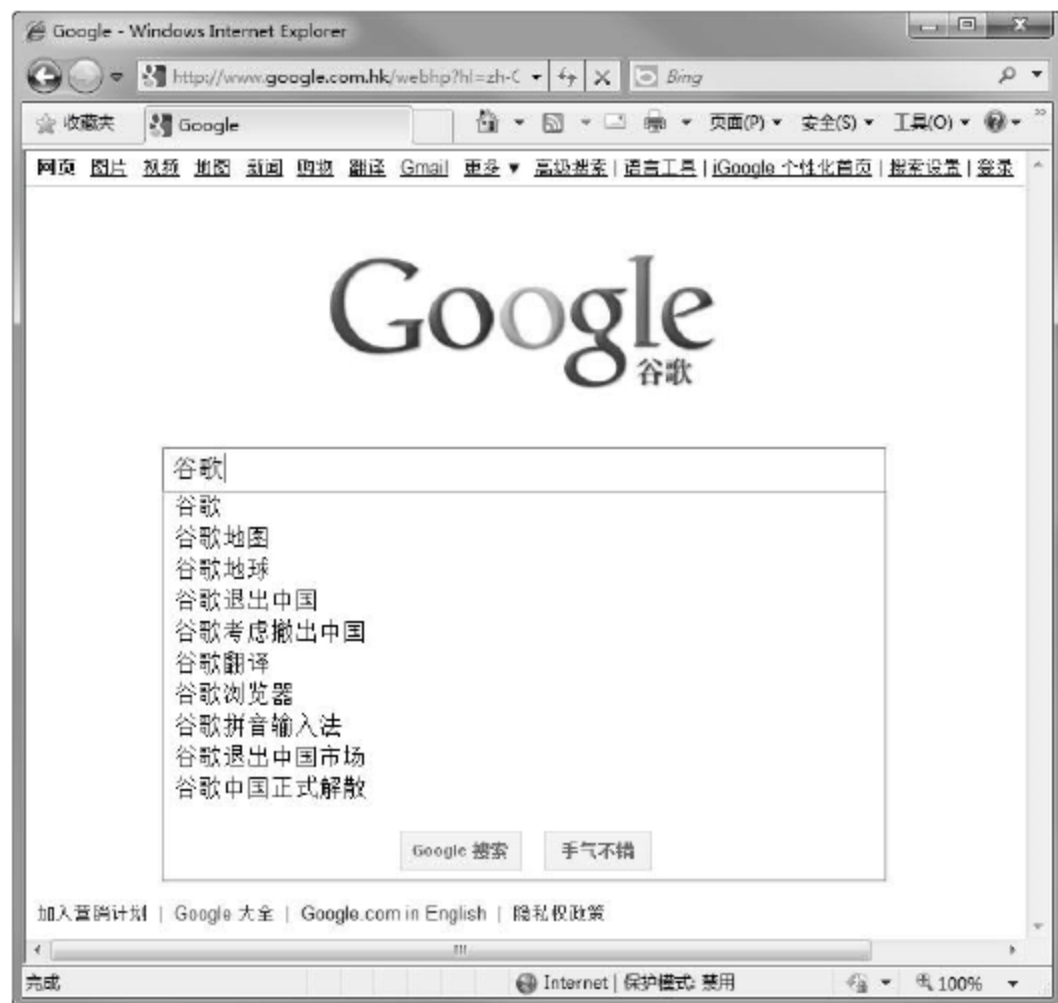 Google - Windows Internet Explorer
http://www.google.com.hk/webhp?hl=zh-C Bing
收藏夹 Google 页面(P) 安全(S) 工具(O)
网页 图片 视频 地图 新闻 购物 翻译 Gmail 更多 ▼ 高级搜索 | 语言工具 | iGoogle 个性化首页 | 搜索设置 | 登录
Google
谷歌
谷歌
谷歌
谷歌地图
谷歌地球
谷歌退出中国
谷歌考虑撤出中国
谷歌翻译
谷歌浏览器
谷歌拼音输入法
谷歌退出中国市场
谷歌中国正式解散
Google 搜索 手气不错
加入营销计划 | Google 大全 | Google.com in English | 隐私权政策
完成 Internet | 保护模式: 禁用 100%